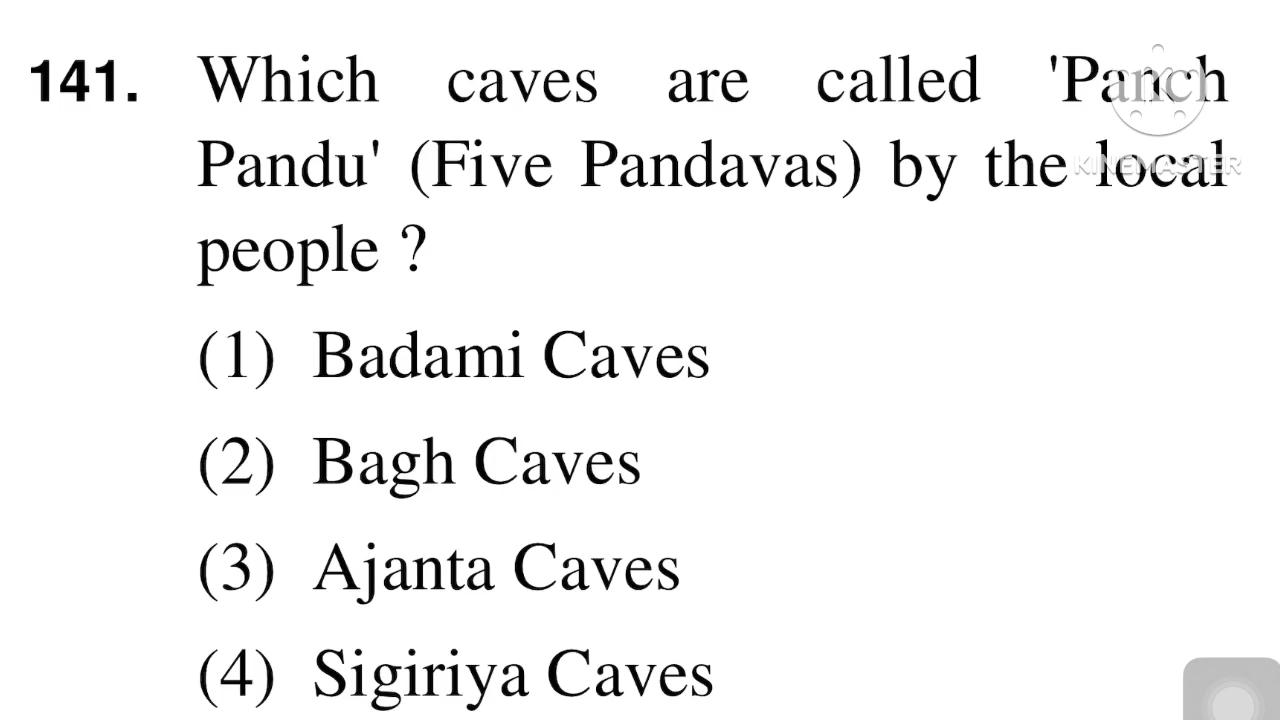 141. Which caves are called 'Panch
Pandu' (Five Pandavas) by the local
people ?
(1) Badami Caves
(2) Bagh Caves
(3) Ajanta Caves
(4) Sigiriya Caves
KINEMASTER